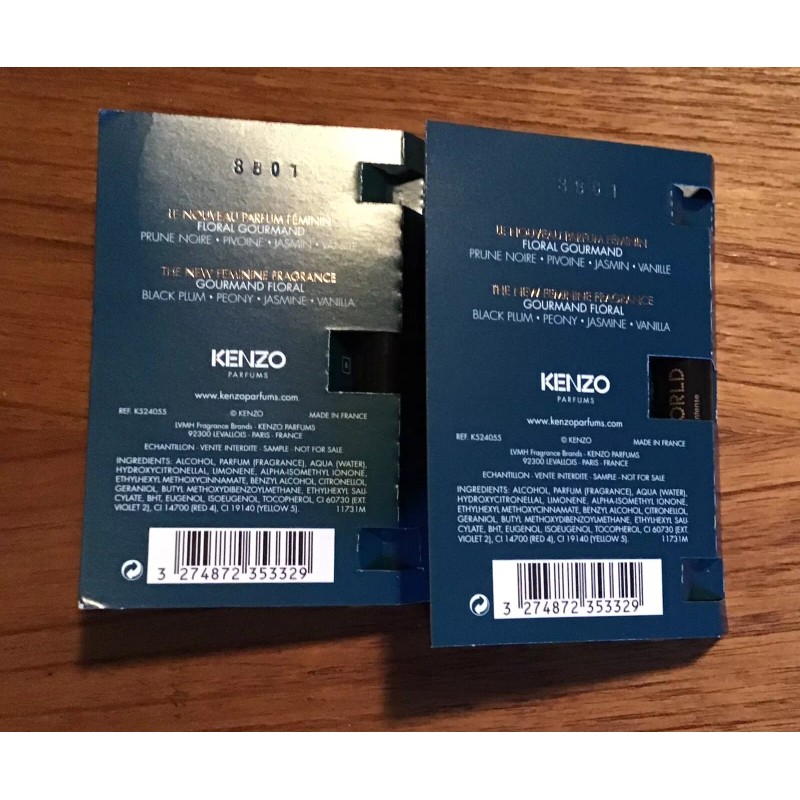 8801
LE NOUVEAU PARFUM FÉMININ
FLORAL GOURMAND
PRUNE NOIRE • PIVOINE • JASMIN • VANILLE
THE NEW FEMININE FRAGRANCE
GOURMAND FLORAL
BLACK PLUM • PEONY • JASMINE • VANILLA
KENZO
PARFUMS
www.kenzoparfums.com
REF. K524055 © KENZO MADE IN FRANCE
LVMH Fragrance Brands - KENZO PARFUMS
92300 LEVALLOIS - PARIS - FRANCE
ECHANTILLON - VENTE INTERDITE - SAMPLE - NOT FOR SALE
INGREDIENTS: ALCOHOL, PARFUM (FRAGRANCE), AQUA (WATER),
HYDROXYCITRONELLAL, LIMONENE, ALPHA-ISOMETHYL IONONE,
ETHYLHEXYL METHOXYCINNAMATE, BENZYL ALCOHOL, CITRONELLOL,
GERANIOL, BUTYL METHOXYDIBENZOYLMETHANE, ETHYLHEXYL SALI-
CYLATE, BHT, EUGENOL, ISOEUGENOL, TOCOPHEROL, CI 60730 (EXT.
VIOLET 2), CI 14700 (RED 4), CI 19140 (YELLOW 5). 11731M
3 274872 353329
8801
LE NOUVEAU PARFUM FÉMININ
FLORAL GOURMAND
PRUNE NOIRE • PIVOINE • JASMIN • VANILLE
THE NEW FEMININE FRAGRANCE
GOURMAND FLORAL
BLACK PLUM • PEONY • JASMINE • VANILLA
KENZO
PARFUMS
www.kenzoparfums.com
ORLD
intense
REF. K524055 © KENZO MADE IN FRANCE
LVMH Fragrance Brands - KENZO PARFUMS
92300 LEVALLOIS - PARIS - FRANCE
ECHANTILLON - VENTE INTERDITE - SAMPLE - NOT FOR SALE
INGREDIENTS: ALCOHOL, PARFUM (FRAGRANCE), AQUA (WATER),
HYDROXYCITRONELLAL, LIMONENE, ALPHA-ISOMETHYL IONONE,
ETHYLHEXYL METHOXYCINNAMATE, BENZYL ALCOHOL, CITRONELLOL,
GERANIOL, BUTYL METHOXYDIBENZOYLMETHANE, ETHYLHEXYL SALI-
CYLATE, BHT, EUGENOL, ISOEUGENOL, TOCOPHEROL, CI 60730 (EXT.
VIOLET 2), CI 14700 (RED 4), CI 19140 (YELLOW 5). 11731M
3 274872 353329